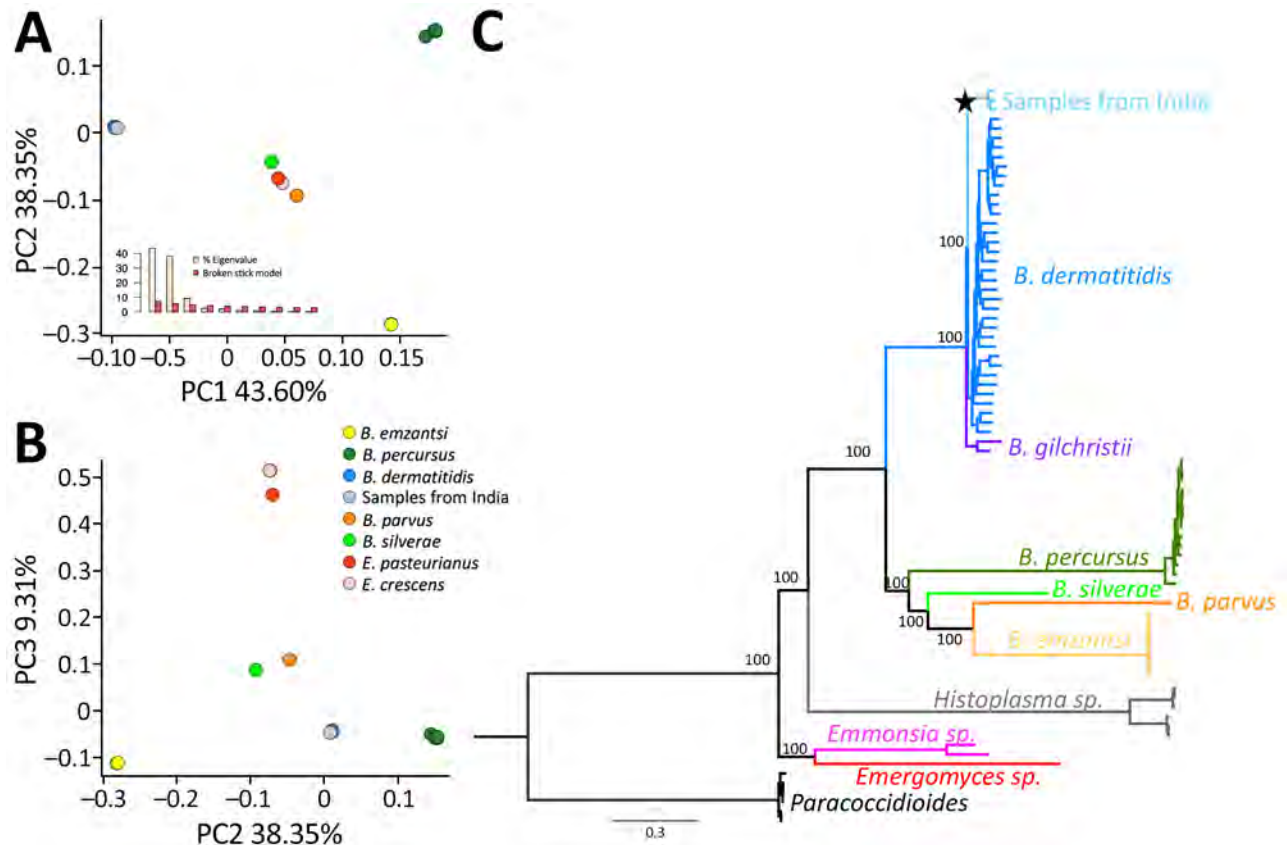 A
0.1
0
−0.1
−0.2
−0.3
PC2 38.35%
40
30
20
10
0
% Eigenvalue
Broken stick model
−0.10
−0.5
0
0.05
0.10
0.15
PC1 43.60%
B
0.5
0.4
0.3
0.2
0.1
0
−0.1
PC3 9.31%
B. emzantsi
B. percursus
B. dermatitidis
Samples from India
B. parvus
B. silverae
E. pasteurianus
E. crescens
−0.3
−0.2
−0.1
0
0.1
PC2 38.35%
C
Samples from India
100
B. dermatitidis
100
B. gilchristii
100
B. percursus
100
100
B. silverae
B. parvus
100
B. emzantsi
100
100
Histoplasma sp.
Emmonsia sp.
100
Emergomyces sp.
Paracoccidioides
0.3